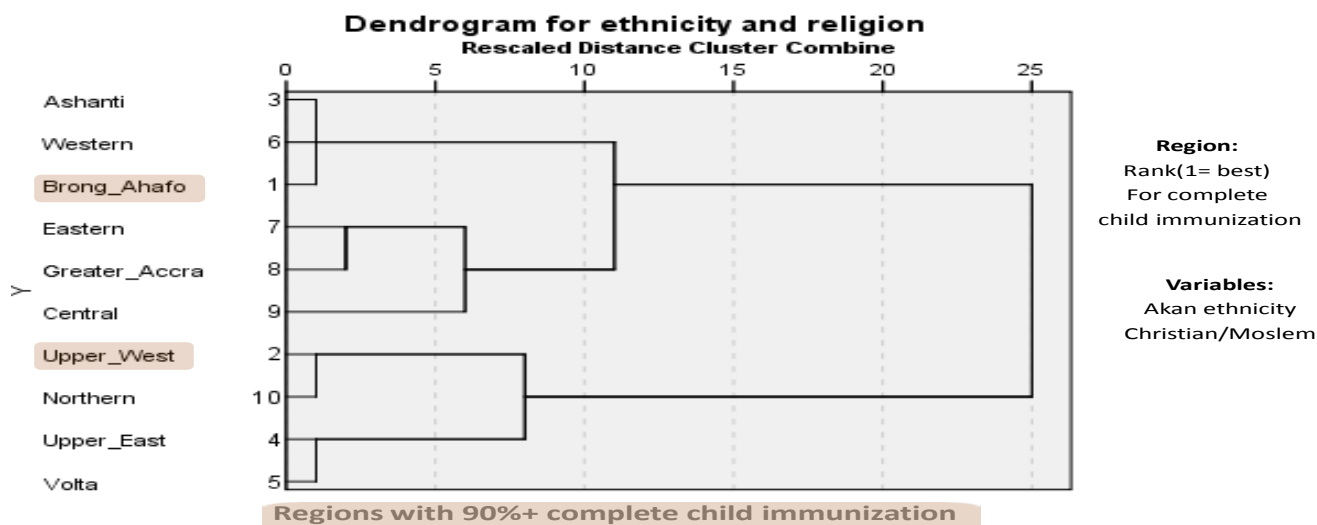 Dendrogram for ethnicity and religion
Rescaled Distance Cluster Combine
0 5 10 15 20 25
Ashanti 3
Western 6
Brong_Ahafo 1
Eastern 7
Greater_Accra 8
Y
Central 9
Upper_West 2
Northern 10
Upper_East 4
Volta 5
Region:
Rank(1= best)
For complete
child immunization
Variables:
Akan ethnicity
Christian/Moslem
Regions with 90%+ complete child immunization